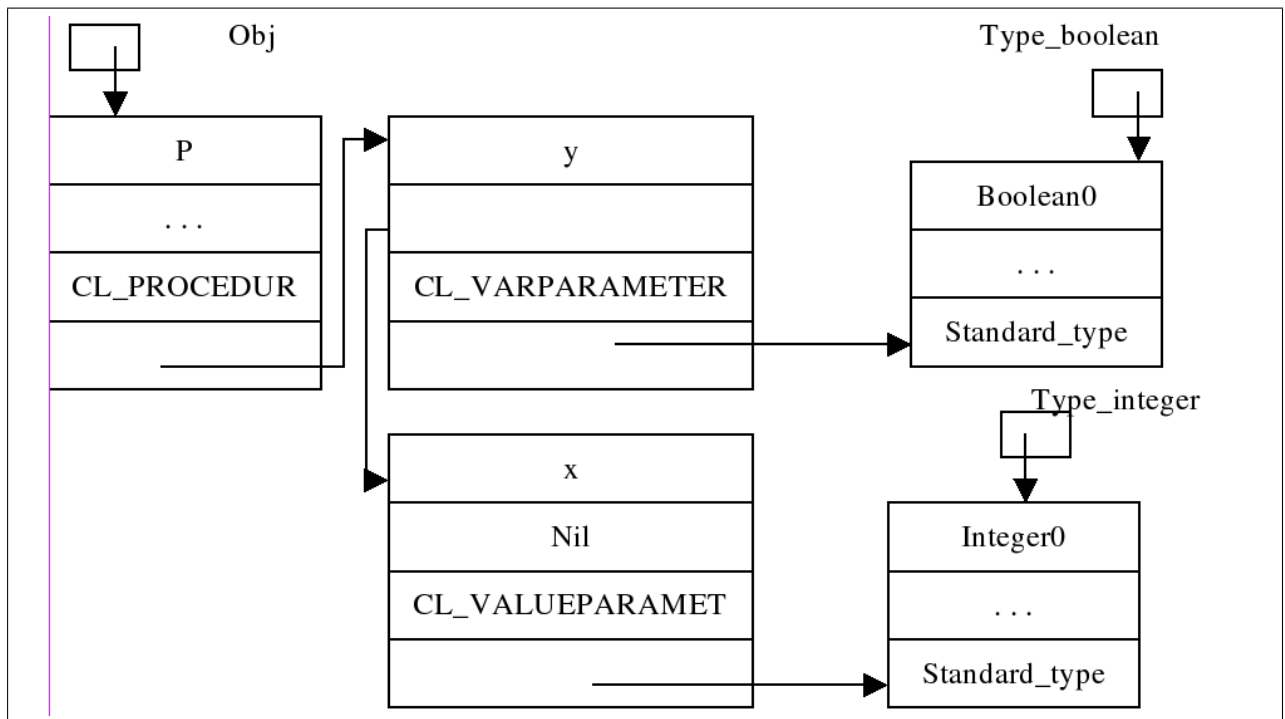 Obj
Type_boolean
P
. . .
CL_PROCEDUR
y
CL_VARPARAMETER
Boolean0
. . .
Standard_type
Type_integer
x
Nil
CL_VALUEPARAMET
Integer0
. . .
Standard_type